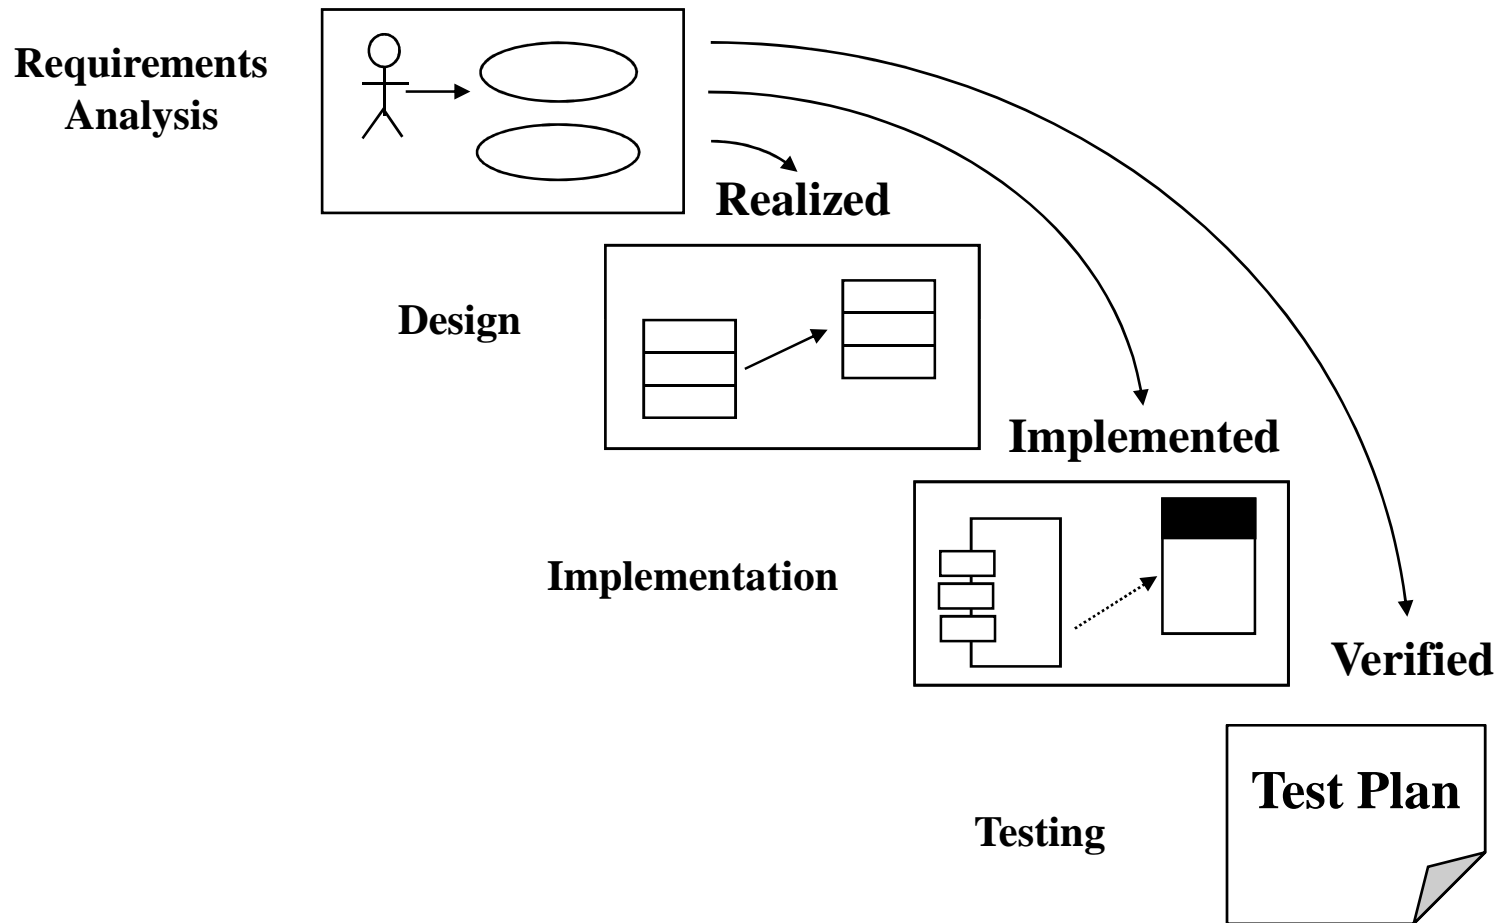 Requirements
Analysis
Realized
Design
Implemented
Implementation
Verified
Test Plan
Testing